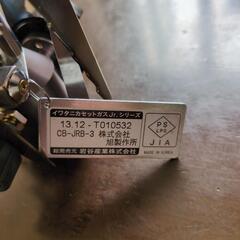 イワタニカセットガスJr.シリーズ
13.12 - T010532
CB-JRB-3 株式会社
旭製作所
総発売元 岩谷産業株式会社
PS
LPG
JIA
MADE IN KOREA